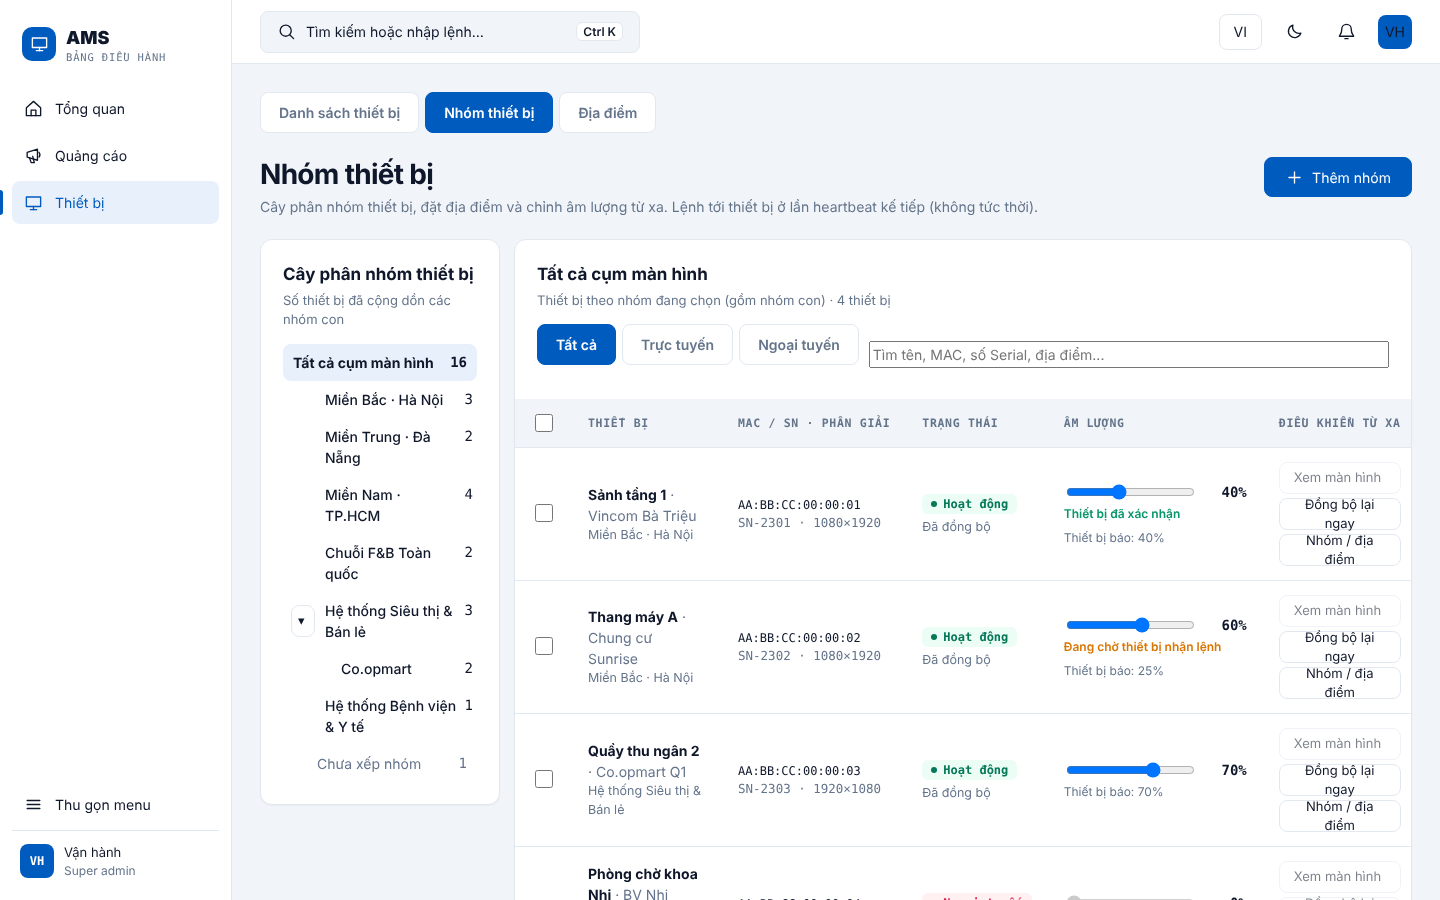 AMS
BẢNG ĐIỀU HÀNH
Tổng quan
Quảng cáo
Thiết bị
Thu gọn menu
VH
Vận hành
Super admin
Tìm kiếm hoặc nhập lệnh...
Ctrl K
VI
VH
Danh sách thiết bị
Nhóm thiết bị
Địa điểm
Nhóm thiết bị
Cây phân nhóm thiết bị, đặt địa điểm và chỉnh âm lượng từ xa. Lệnh tới thiết bị ở lần heartbeat kế tiếp (không tức thời).
Thêm nhóm
Cây phân nhóm thiết bị
Số thiết bị đã cộng dồn các
nhóm con
Tất cả cụm màn hình 16
Miền Bắc · Hà Nội 3
Miền Trung · Đà 2
Nẵng
Miền Nam · 4
TP.HCM
Chuỗi F&B Toàn 2
quốc
Hệ thống Siêu thị & 3
Bán lẻ
Co.opmart 2
Hệ thống Bệnh viện 1
& Y tế
Chưa xếp nhóm 1
Tất cả cụm màn hình
Thiết bị theo nhóm đang chọn (gồm nhóm con) · 4 thiết bị
Tất cả
Trực tuyến
Ngoại tuyến
Tìm tên, MAC, số Serial, địa điểm...
THIẾT BỊ
MAC / SN · PHÂN GIẢI
TRẠNG THÁI
ÂM LƯỢNG
ĐIỀU KHIỂN TỪ XA
Sảnh tầng 1 ·
Vincom Bà Triệu
Miền Bắc · Hà Nội
AA:BB:CC:00:00:01
SN-2301 · 1080×1920
Hoạt động
Đã đồng bộ
40%
Thiết bị đã xác nhận
Thiết bị báo: 40%
Xem màn hình
Đồng bộ lại
ngay
Nhóm / địa
điểm
Thang máy A ·
Chung cư
Sunrise
Miền Bắc · Hà Nội
AA:BB:CC:00:00:02
SN-2302 · 1080×1920
Hoạt động
Đã đồng bộ
60%
Đang chờ thiết bị nhận lệnh
Thiết bị báo: 25%
Xem màn hình
Đồng bộ lại
ngay
Nhóm / địa
điểm
Quầy thu ngân 2
· Co.opmart Q1
Hệ thống Siêu thị &
Bán lẻ
AA:BB:CC:00:00:03
SN-2303 · 1920×1080
Hoạt động
Đã đồng bộ
70%
Thiết bị báo: 70%
Xem màn hình
Đồng bộ lại
ngay
Nhóm / địa
điểm
Phòng chờ khoa
Nhi · BV Nhi
Xem màn hình